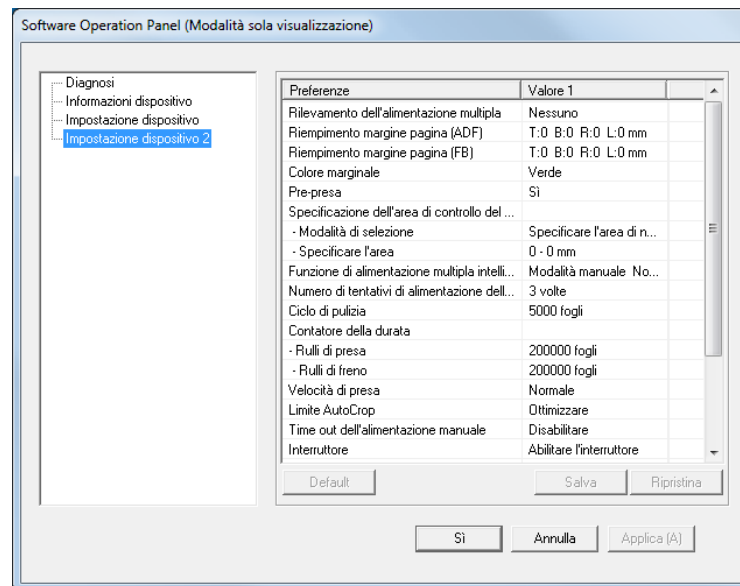 Software Operation Panel (Modalità sola visualizzazione)
Diagnosi
Informazioni dispositivo
Impostazione dispositivo
Impostazione dispositivo 2
Preferenze Valore 1
Rilevamento dell'alimentazione multipla Nessuno
Riempimento margine pagina (ADF) T:0 B:0 R:0 L:0 mm
Riempimento margine pagina (FB) T:0 B:0 R:0 L:0 mm
Colore marginale Verde
Pre-presa Sì
Specificazione dell'area di controllo del ...
- Modalità di selezione Specificare l'area di n...
- Specificare l'area 0 - 0 mm
Funzione di alimentazione multipla intelli... Modalità manuale No...
Numero di tentativi di alimentazione dell... 3 volte
Ciclo di pulizia 5000 fogli
Contatore della durata
- Rulli di presa 200000 fogli
- Rulli di freno 200000 fogli
Velocità di presa Normale
Limite AutoCrop Ottimizzare
Time out dell'alimentazione manuale Disabilitare
Interruttore Abilitare l'interruttore
Default Salva Ripristina
Sì Annulla Applica (A)